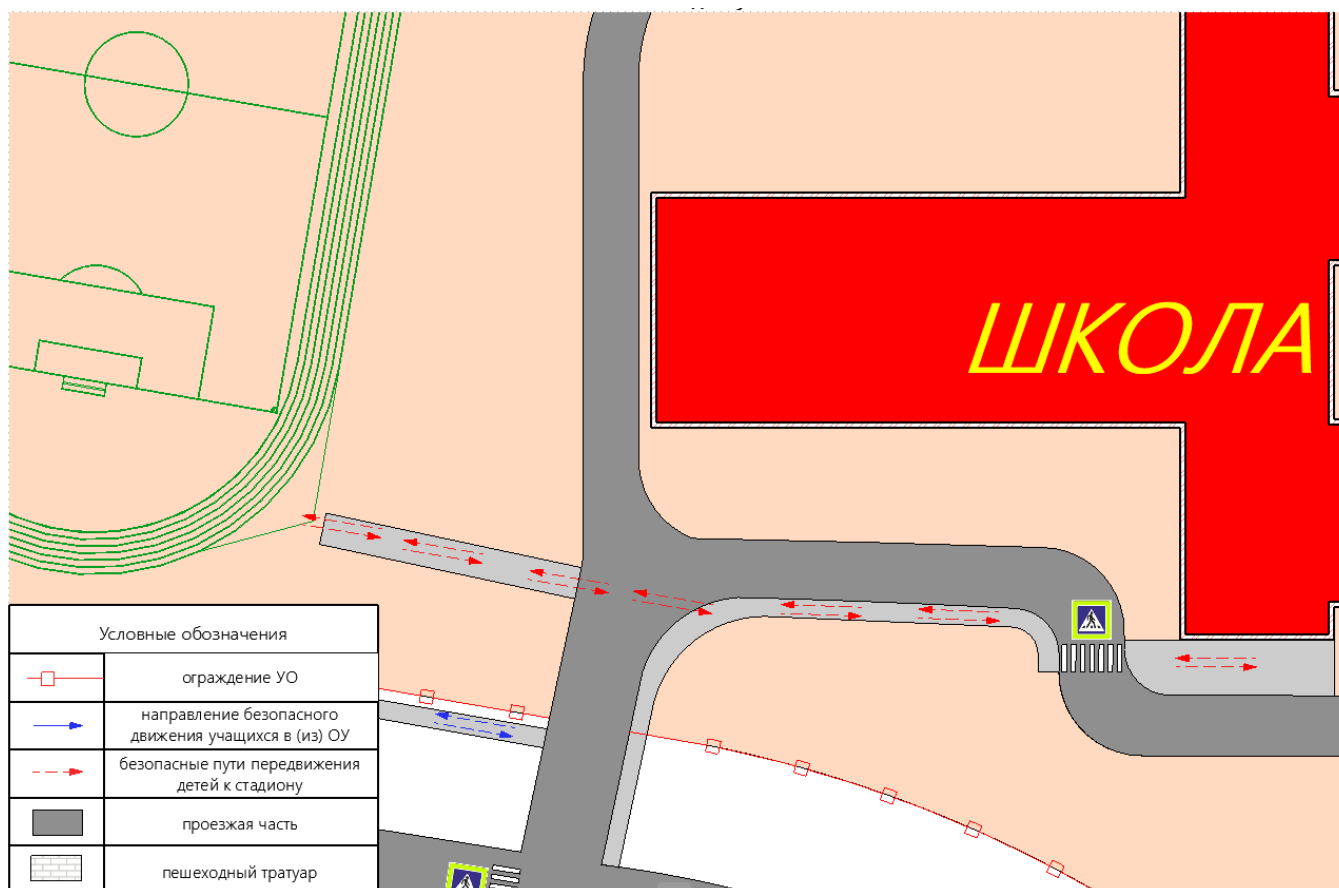 ШКОЛА
Условные обозначения
ограждение УО
направление безопасного
движения учащихся в (из) ОУ
безопасные пути передвижения
детей к стадиону
проезжая часть
пешеходный тратуар